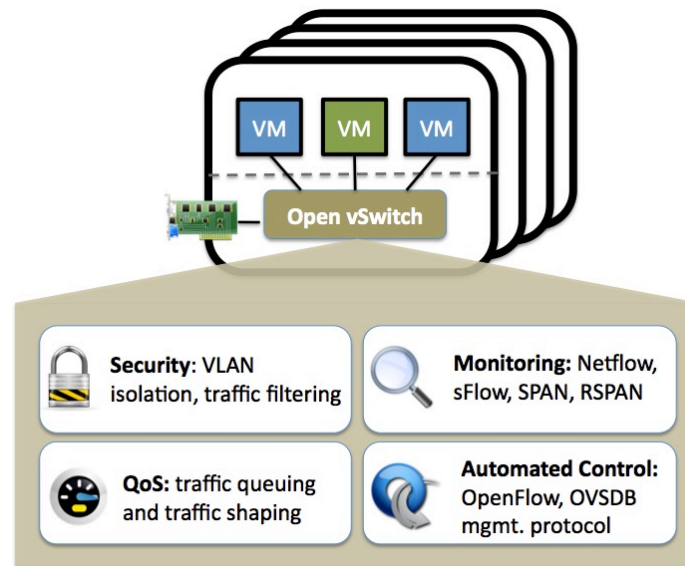 VM
VM
VM
Open vSwitch
Security: VLAN
isolation, traffic filtering
Monitoring: Netflow,
sFlow, SPAN, RSPAN
QoS: traffic queuing
and traffic shaping
Automated Control:
OpenFlow, OVSDB
mgmt. protocol